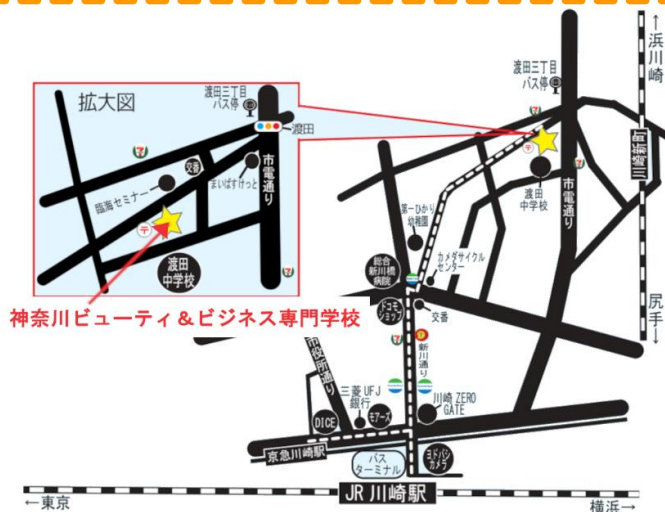 拡大図
渡田三丁目
バス停
渡田
交番
臨海セミナー
まいばすけっと
市電通り
渡田
中学校
神奈川ビューティ&ビジネス専門学校
渡田三丁目
バス停
渡田
中学校
市電通り
←浜川崎
川崎新町
尻手→
第一ひかり
幼稚園
総合
新川橋
病院
カメダサイクル
センター
ドコモ
ショップ
交番
新川通り
市役所通り
三菱UFJ
銀行
モアーズ
DICE
川崎 ZERO
GATE
京急川崎駅
バス
ターミナル
ヨドバシ
カメラ
JR 川崎駅
←東京
横浜→